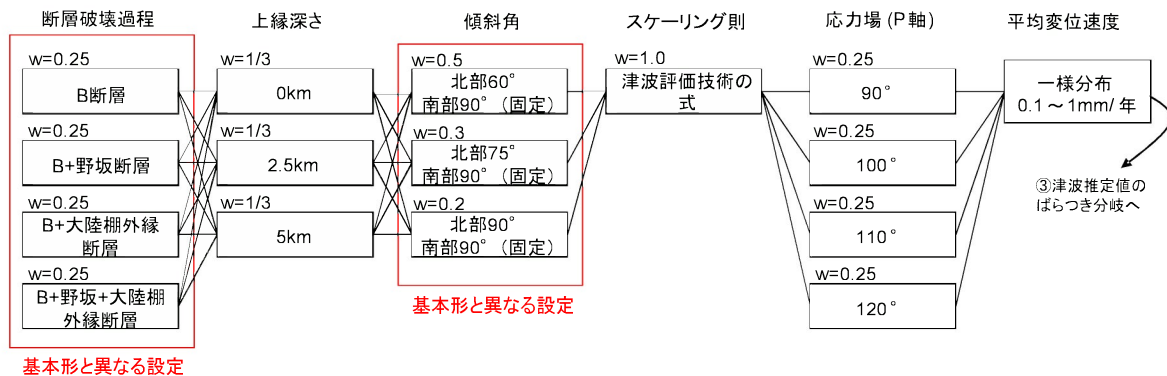 断層破壊過程
w=0.25
B断層
w=0.25
B+野坂断層
w=0.25
B+大陸棚外縁
断層
w=0.25
B+野坂+大陸棚
外縁断層
基本形と異なる設定
上縁深さ
w=1/3
0km
w=1/3
2.5km
w=1/3
5km
傾斜角
w=0.5
北部60°
南部90°（固定）
w=0.3
北部75°
南部90°（固定）
w=0.2
北部90°
南部90°（固定）
基本形と異なる設定
スケーリング則
w=1.0
津波評価技術の
式
応力場（P軸）
w=0.25
90°
w=0.25
100°
w=0.25
110°
w=0.25
120°
平均変位速度
一様分布
0.1～1mm/年
③津波推定値の
ばらつき分岐へ